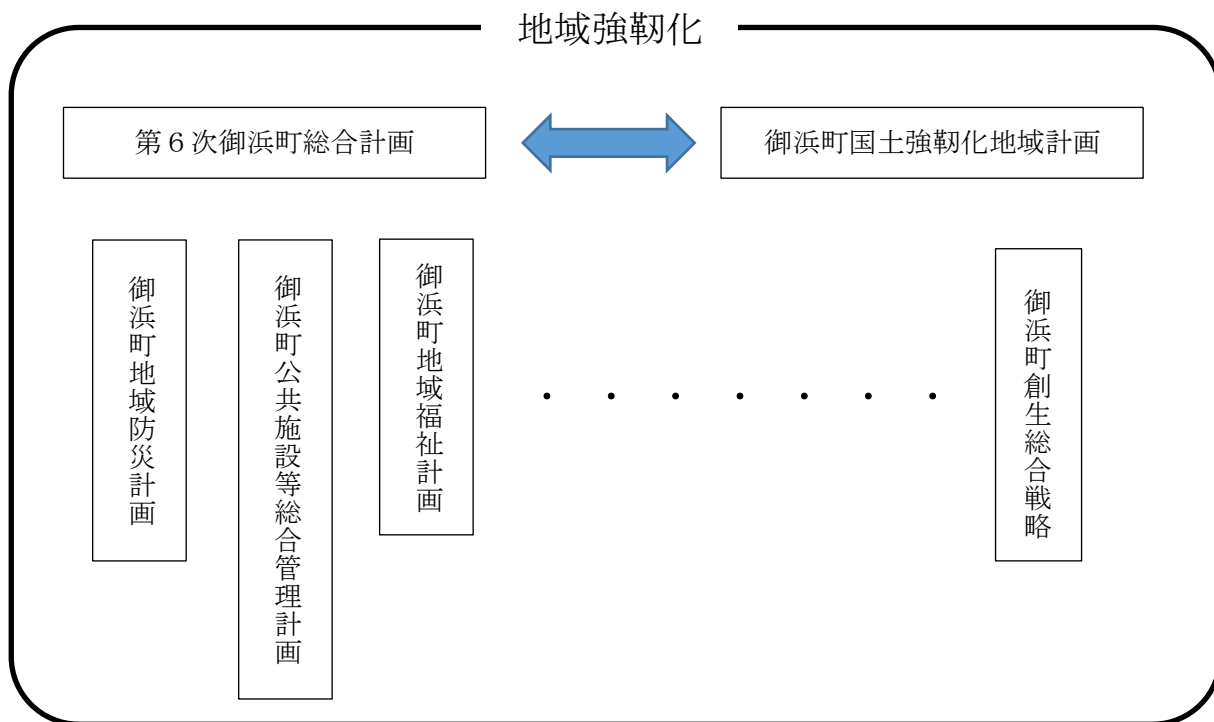 地域強靭化
第６次御浜町総合計画
御浜町国土強靭化地域計画
御浜町地域防災計画
御浜町公共施設等総合管理計画
御浜町地域福祉計画
・・・・・・・
御浜町創生総合戦略